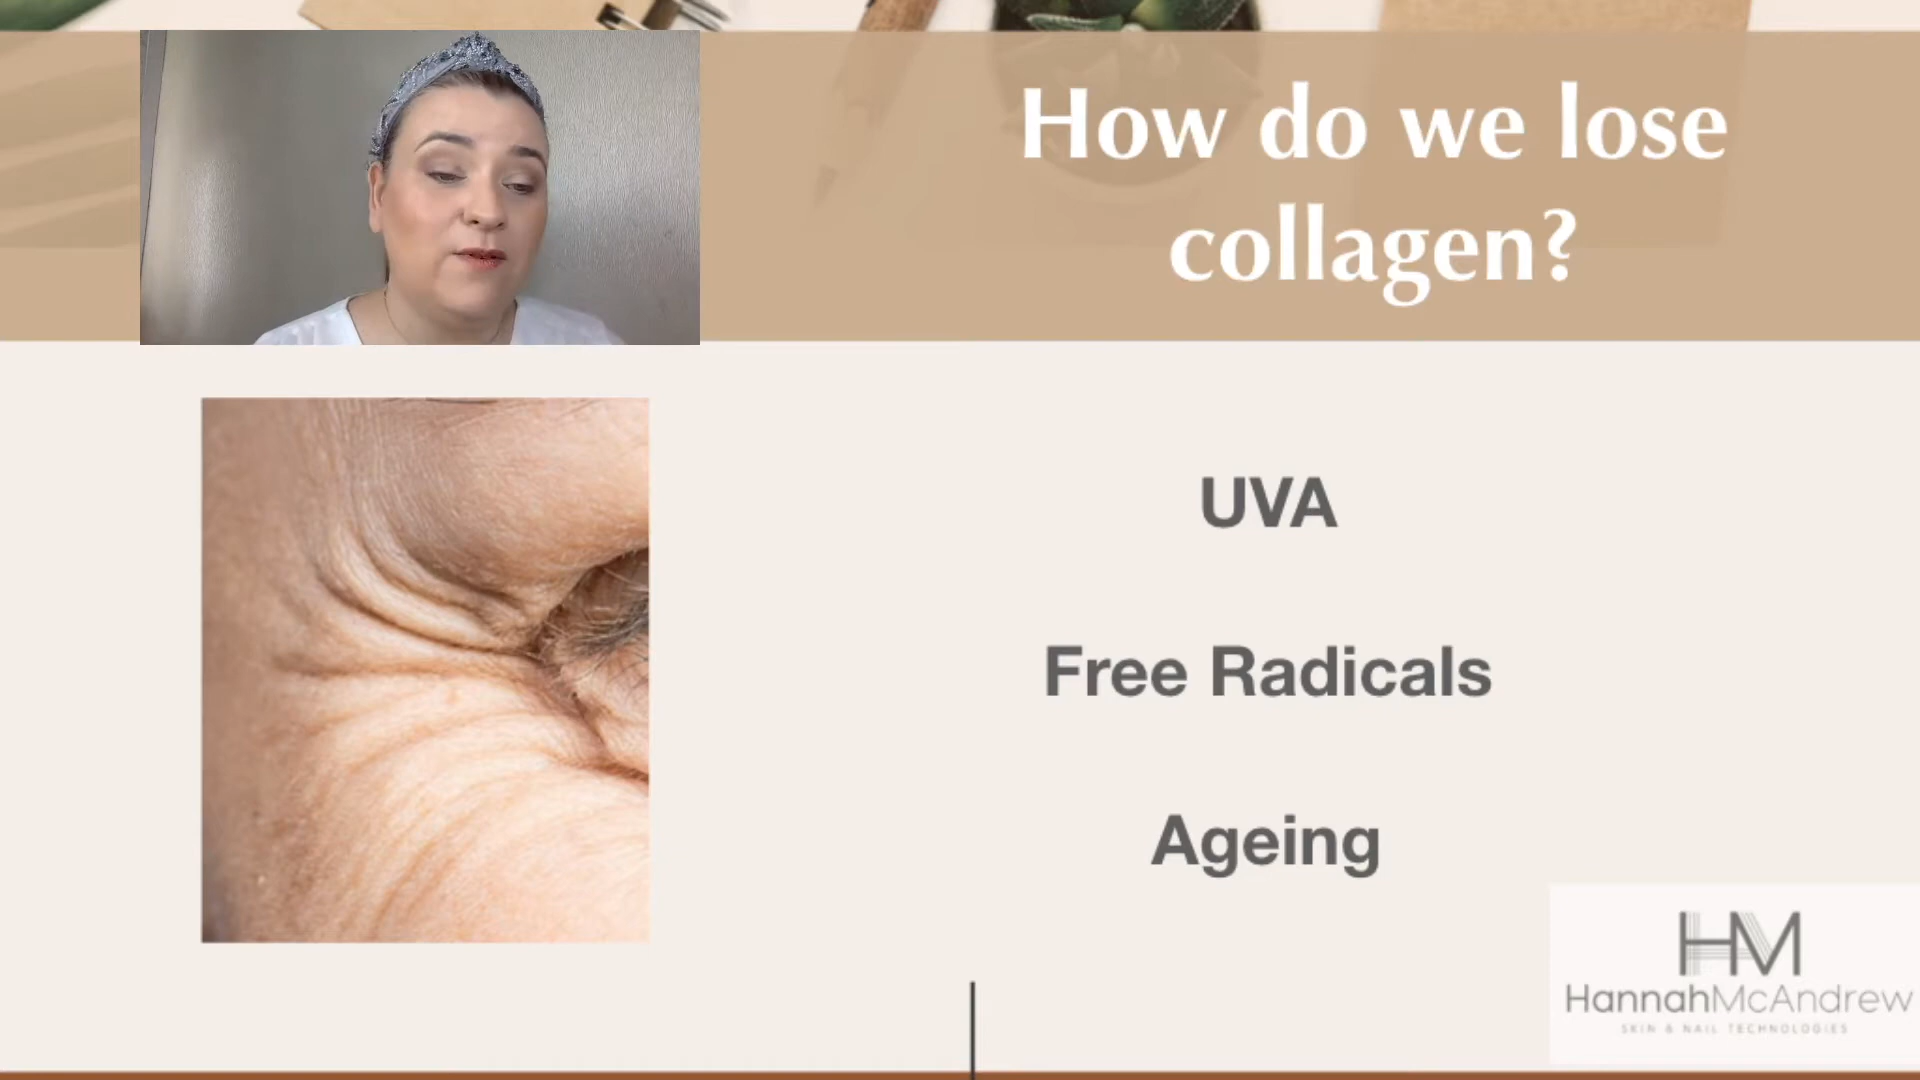 How do we lose
collagen?
UVA
Free Radicals
Ageing
HM
HannahMcAndrew
SKIN & NAIL TECHNOLOGIES